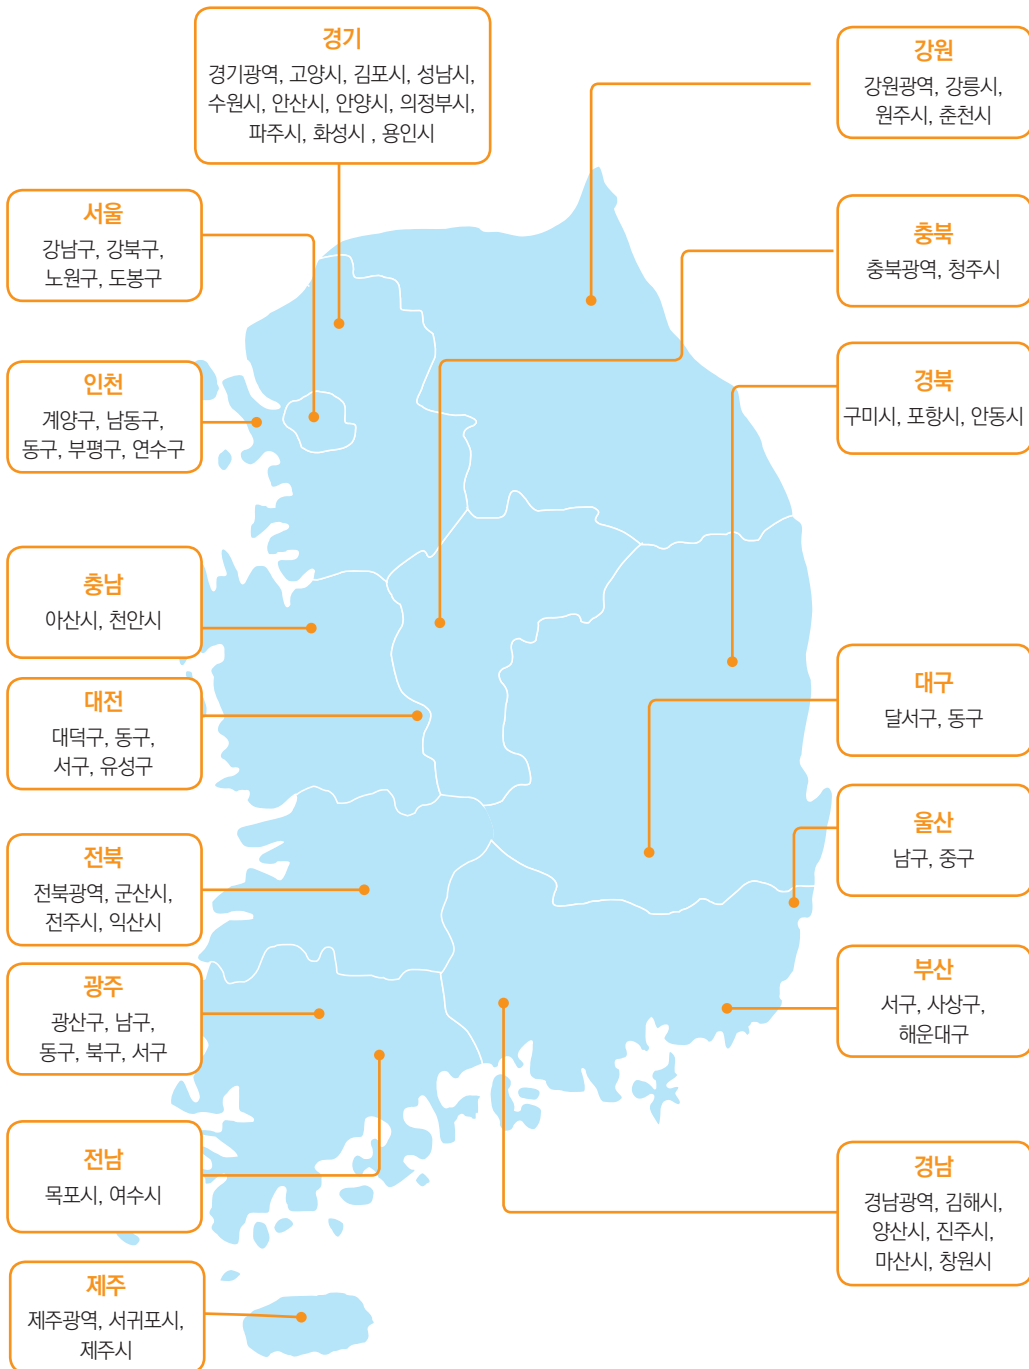 경기
경기광역, 고양시, 김포시, 성남시,
수원시, 안산시, 안양시, 의정부시,
파주시, 화성시 , 용인시
강원
강원광역, 강릉시,
원주시, 춘천시
서울
강남구, 강북구,
노원구, 도봉구
충북
충북광역, 청주시
인천
계양구, 남동구,
동구, 부평구, 연수구
경북
구미시, 포항시, 안동시
충남
아산시, 천안시
대전
대덕구, 동구,
서구, 유성구
대구
달서구, 동구
울산
남구, 중구
전북
전북광역, 군산시,
전주시, 익산시
광주
광산구, 남구,
동구, 북구, 서구
부산
서구, 사상구,
해운대구
전남
목포시, 여수시
경남
경남광역, 김해시,
양산시, 진주시,
마산시, 창원시
제주
제주광역, 서귀포시,
제주시